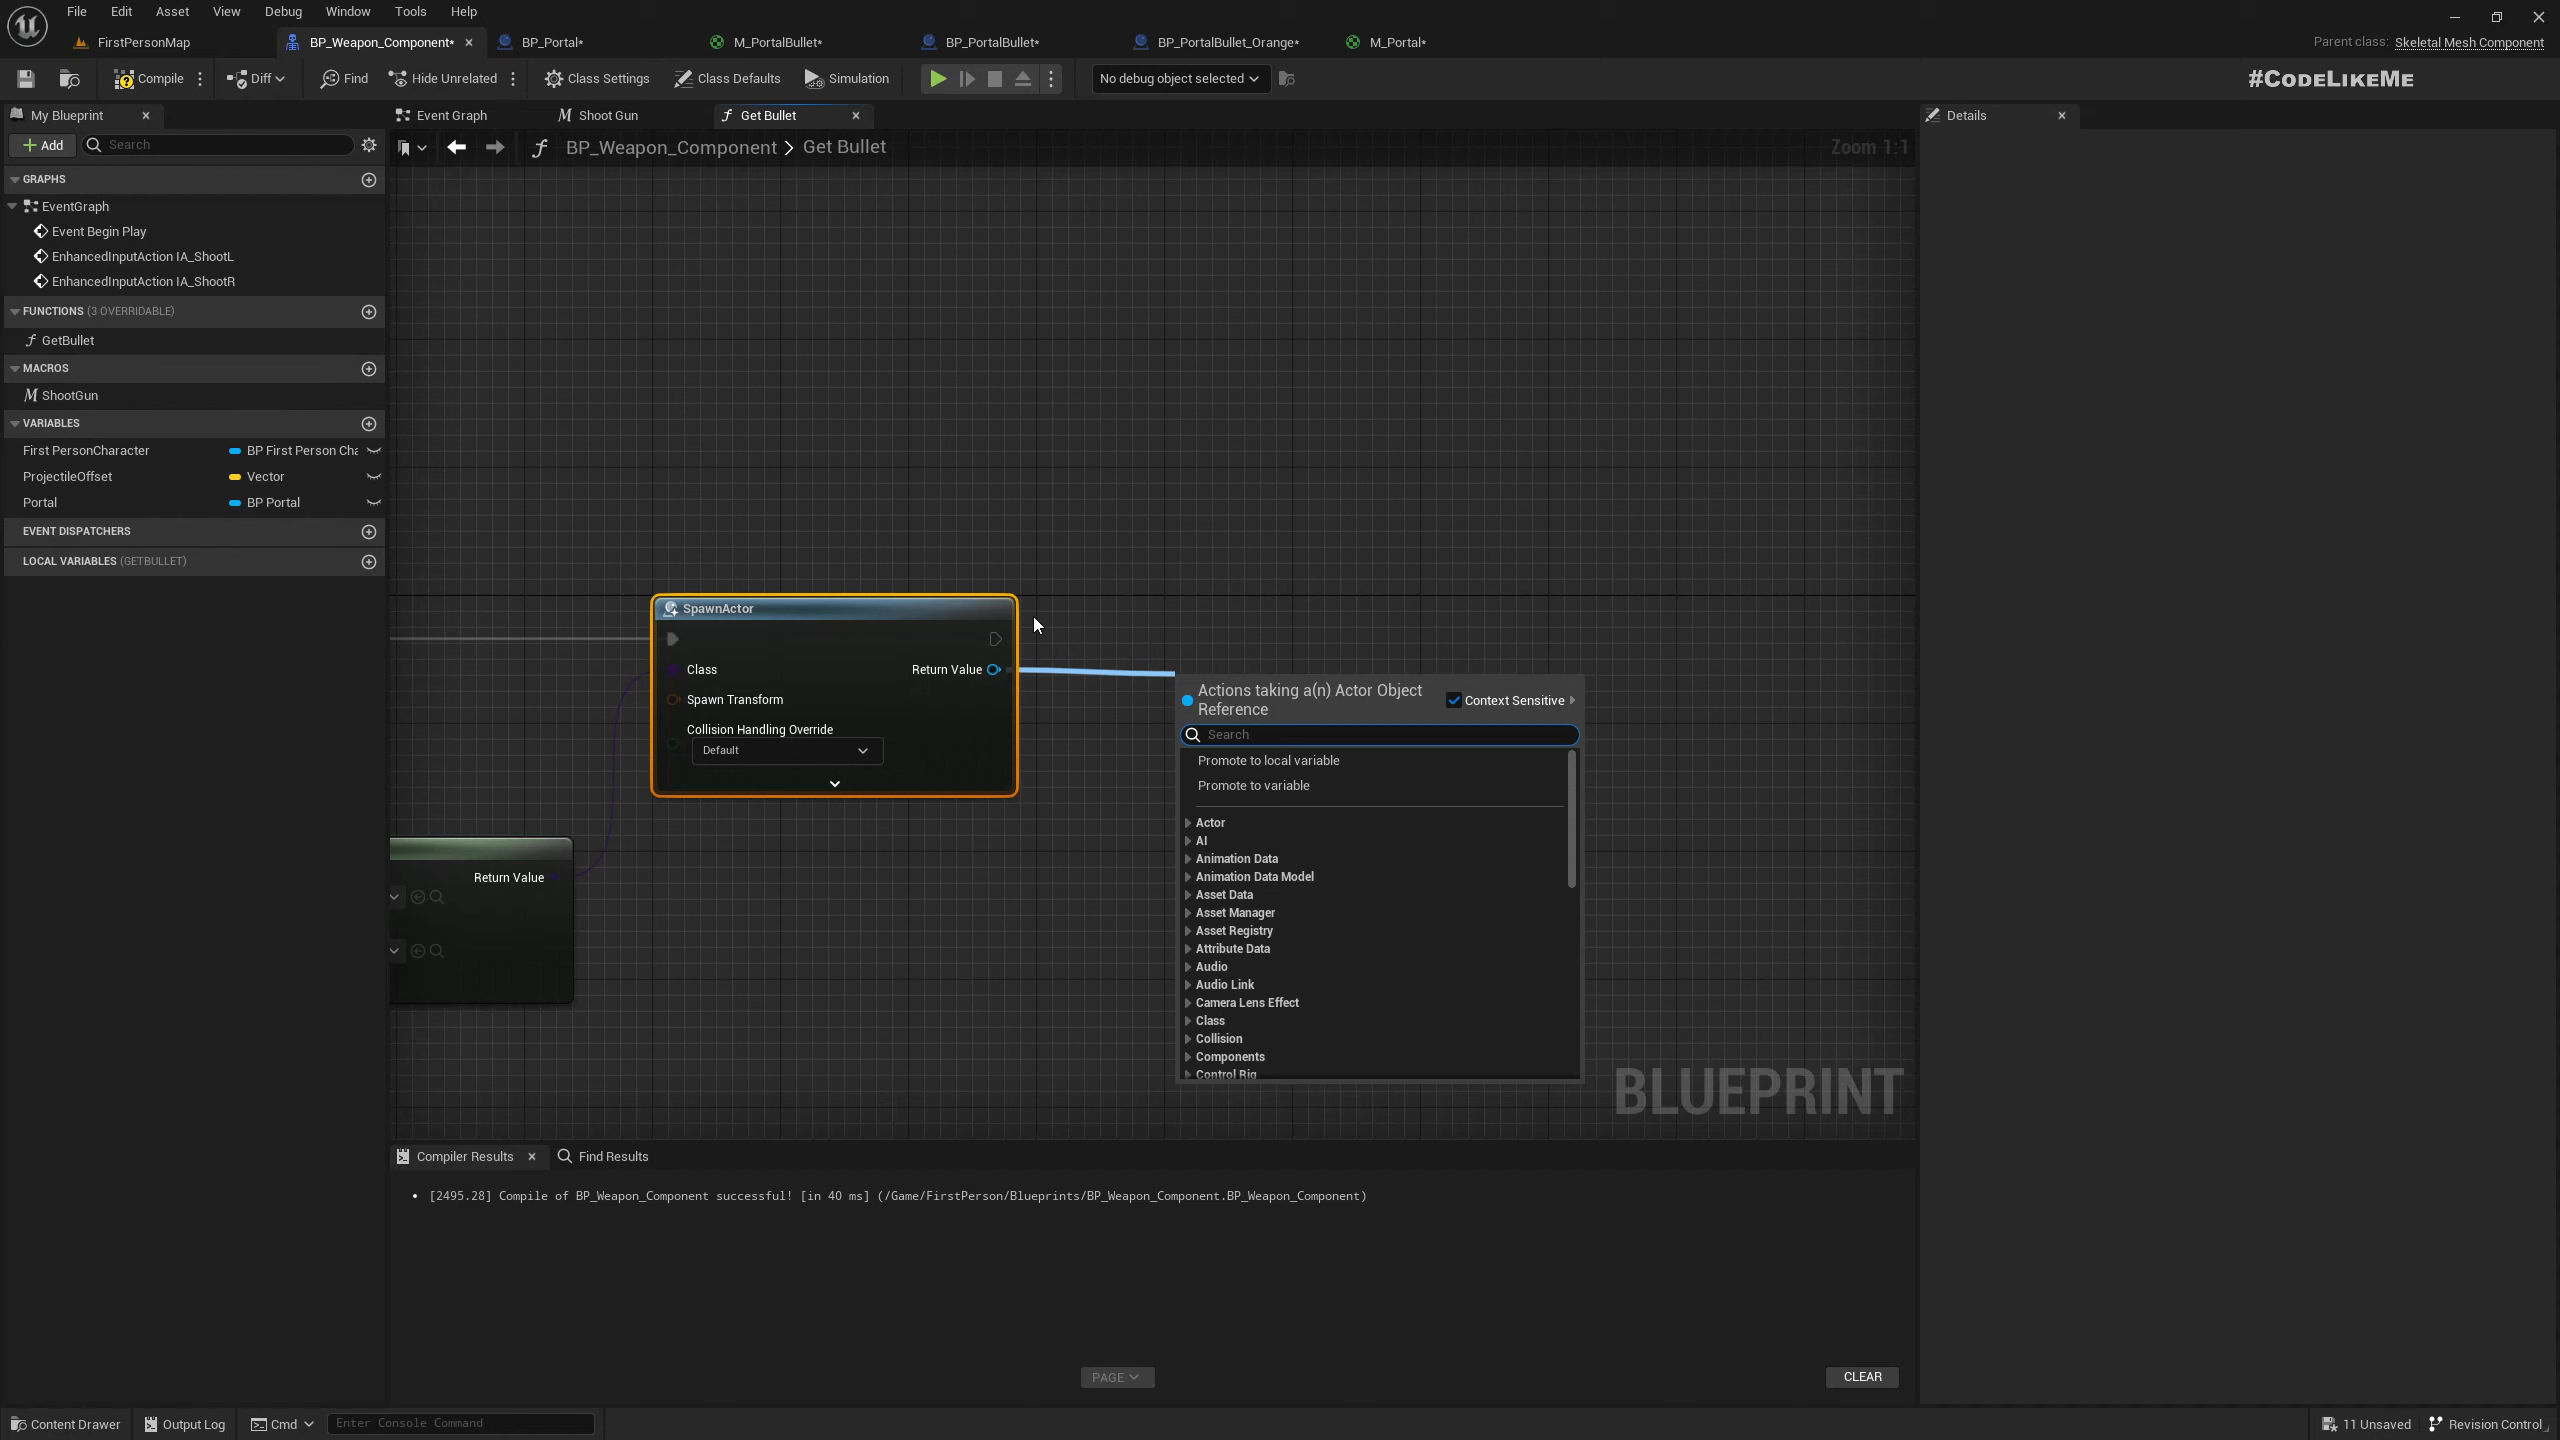 File Edit Asset View Debug Window Tools Help
FirstPersonMap BP_Weapon_Component* BP_Portal* M_PortalBullet* BP_PortalBullet* BP_PortalBullet_Orange* M_Portal* Parent class: Skeletal Mesh Component
Compile Diff Find Hide Unrelated Class Settings Class Defaults Simulation No debug object selected #CODELIKEME
My Blueprint Event Graph Shoot Gun Get Bullet Details
Add Search BP_Weapon_Component > Get Bullet Zoom 1:1
GRAPHS
EventGraph
Event Begin Play
EnhancedInputAction IA_ShootL
EnhancedInputAction IA_ShootR
FUNCTIONS (3 OVERRIDABLE)
GetBullet
MACROS
ShootGun
VARIABLES
First PersonCharacter BP First Person Cha
ProjectileOffset Vector
Portal BP Portal
EVENT DISPATCHERS
LOCAL VARIABLES (GETBULLET)
SpawnActor
Class Return Value
Spawn Transform
Collision Handling Override
Default
Return Value
Actions taking a(n) Actor Object
Reference
Context Sensitive
Search
Promote to local variable
Promote to variable
Actor
AI
Animation Data
Animation Data Model
Asset Data
Asset Manager
Asset Registry
Attribute Data
Audio
Audio Link
Camera Lens Effect
Class
Collision
Components
Control Rig
BLUEPRINT
Compiler Results Find Results
• [2495.28] Compile of BP_Weapon_Component successful! [in 40 ms] (/Game/FirstPerson/Blueprints/BP_Weapon_Component.BP_Weapon_Component)
PAGE CLEAR
Content Drawer Output Log Cmd Enter Console Command 11 Unsaved Revision Control